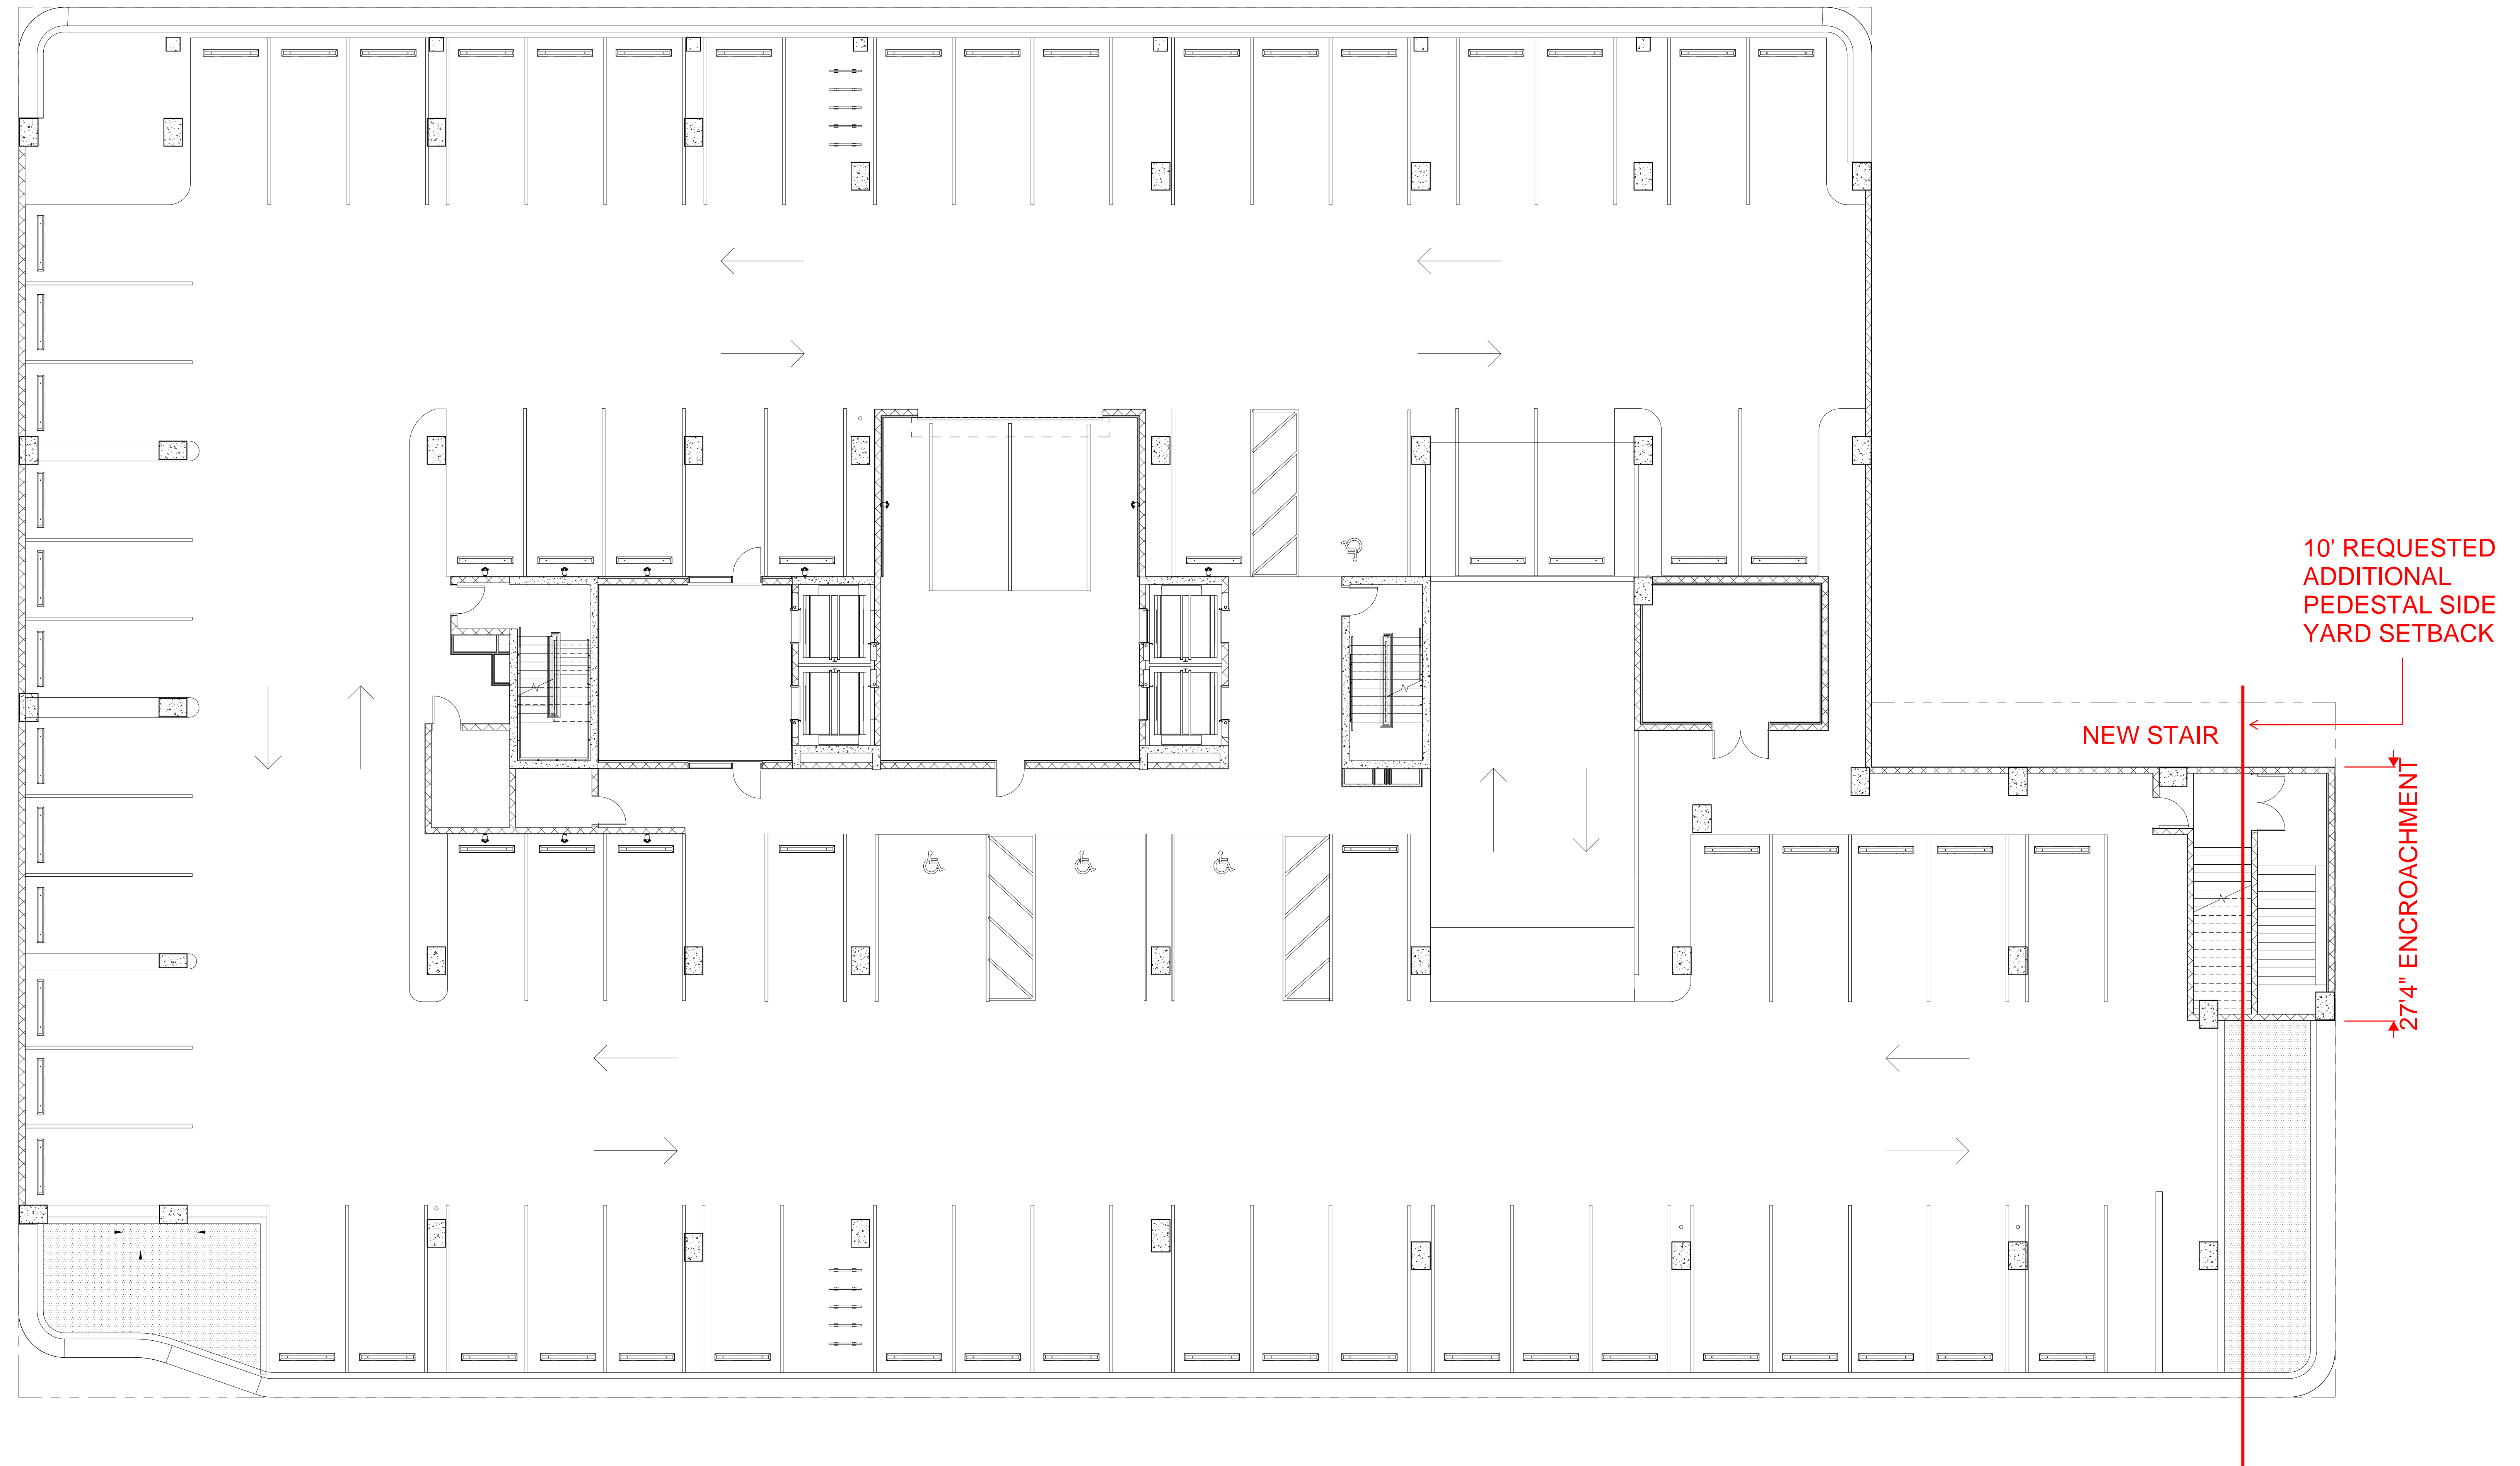 10' REQUESTED
ADDITIONAL
PEDESTAL SIDE
YARD SETBACK
NEW STAIR
27'4" ENCROACHMENT